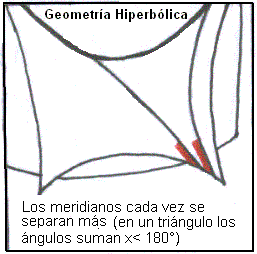 Geometría Hiperbólica
Los meridianos cada vez se
separan más (en un triángulo los
ángulos suman x< 180°)